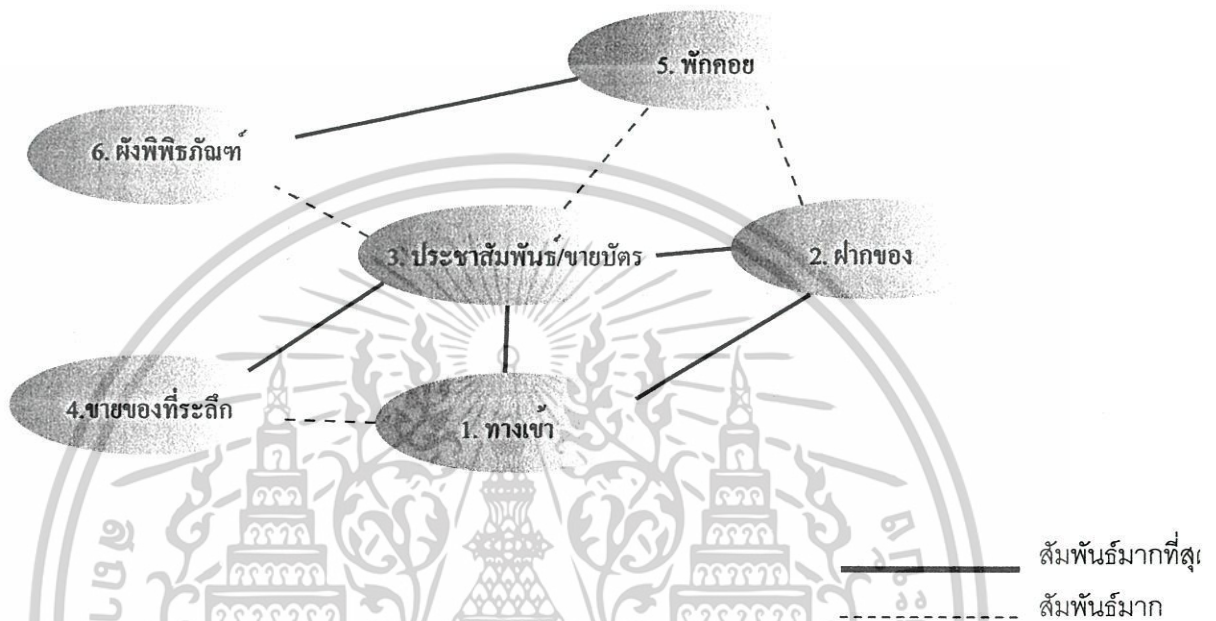 5. พักคอย
6. ผังพิพิธภัณฑ์
3. ประชาสัมพันธ์/ขายบัตร
2. ฝากของ
4.ขายของที่ระลึก
1. ทางเข้า
สัมพันธ์มากที่สุ
สัมพันธ์มาก